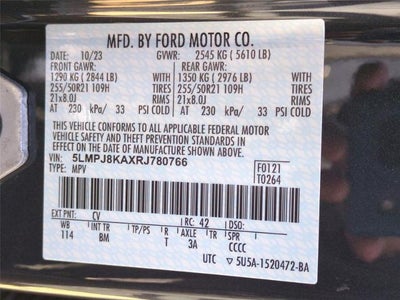 MFD. BY FORD MOTOR CO.
DATE: 10/23 GVWR: 2545 KG ( 5610 LB)
FRONT GAWR: REAR GAWR:
1290 KG ( 2844 LB) 1350 KG ( 2976 LB)
255/50R21 109H TIRES 255/50R21 109H TIRES
21x8.0J RIMS 21x8.0J RIMS
AT 230 kPa/ 33 PSI COLD AT 230 kPa/ 33 PSI COLD
THIS VEHICLE CONFORMS TO ALL APPLICABLE FEDERAL MOTOR
VEHICLE SAFETY AND THEFT PREVENTION STANDARDS IN
EFFECT ON THE DATE OF MANUFACTURE SHOWN ABOVE.
VIN: 5LMPJ8KAXRJ780766
TYPE: MPV
F0121
T0264
EXT PNT: CV RC: 42 DSO:
WB INT TR TP/PS R AXLE TR SPR
114 BM T 3A CCCC
UTC 5U5A-1520472-BA